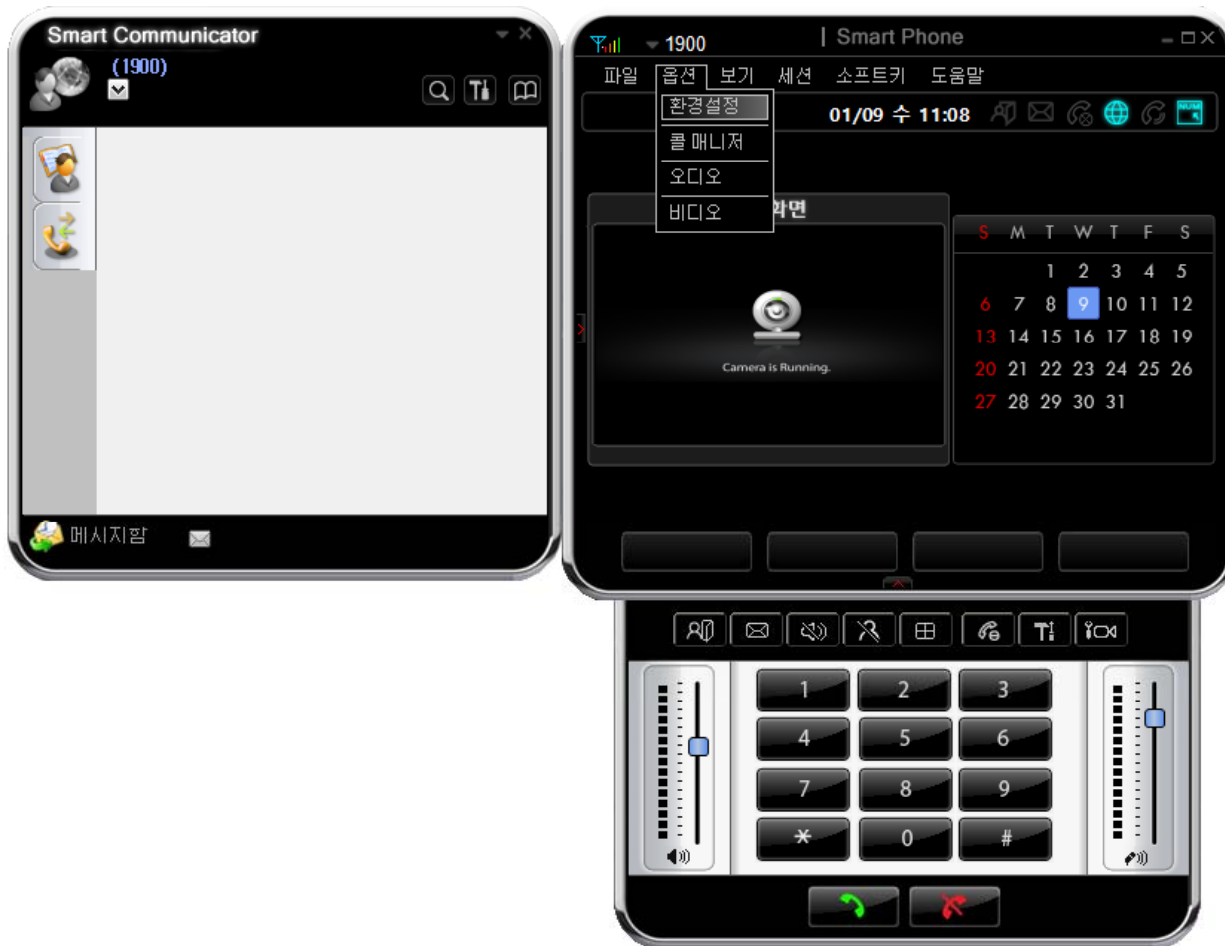 Smart Communicator
(1900)
메시지함
1900
| Smart Phone
파일 옵션 보기 세션 소프트키 도움말
환경설정
01/09 수 11:08
NUM
콜 매니저
오디오
비디오
화면
Camera is Running.
S M T W T F S
1 2 3 4 5
6 7 8 9 10 11 12
13 14 15 16 17 18 19
20 21 22 23 24 25 26
27 28 29 30 31
1 2 3
4 5 6
7 8 9
* 0 #